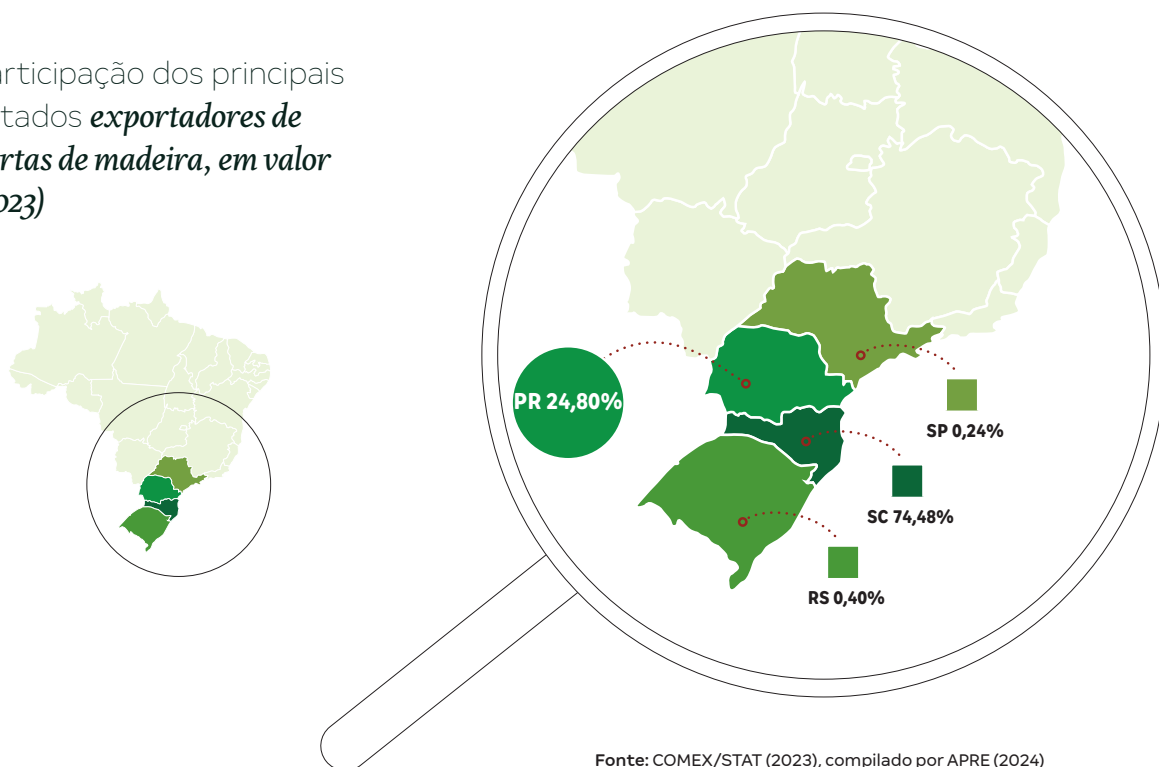 articipação dos principais
tados exportadores de
rtas de madeira, em valor
023)
PR 24,80%
SP 0,24%
SC 74,48%
RS 0,40%
Fonte: COMEX/STAT (2023), compilado por APRE (2024)